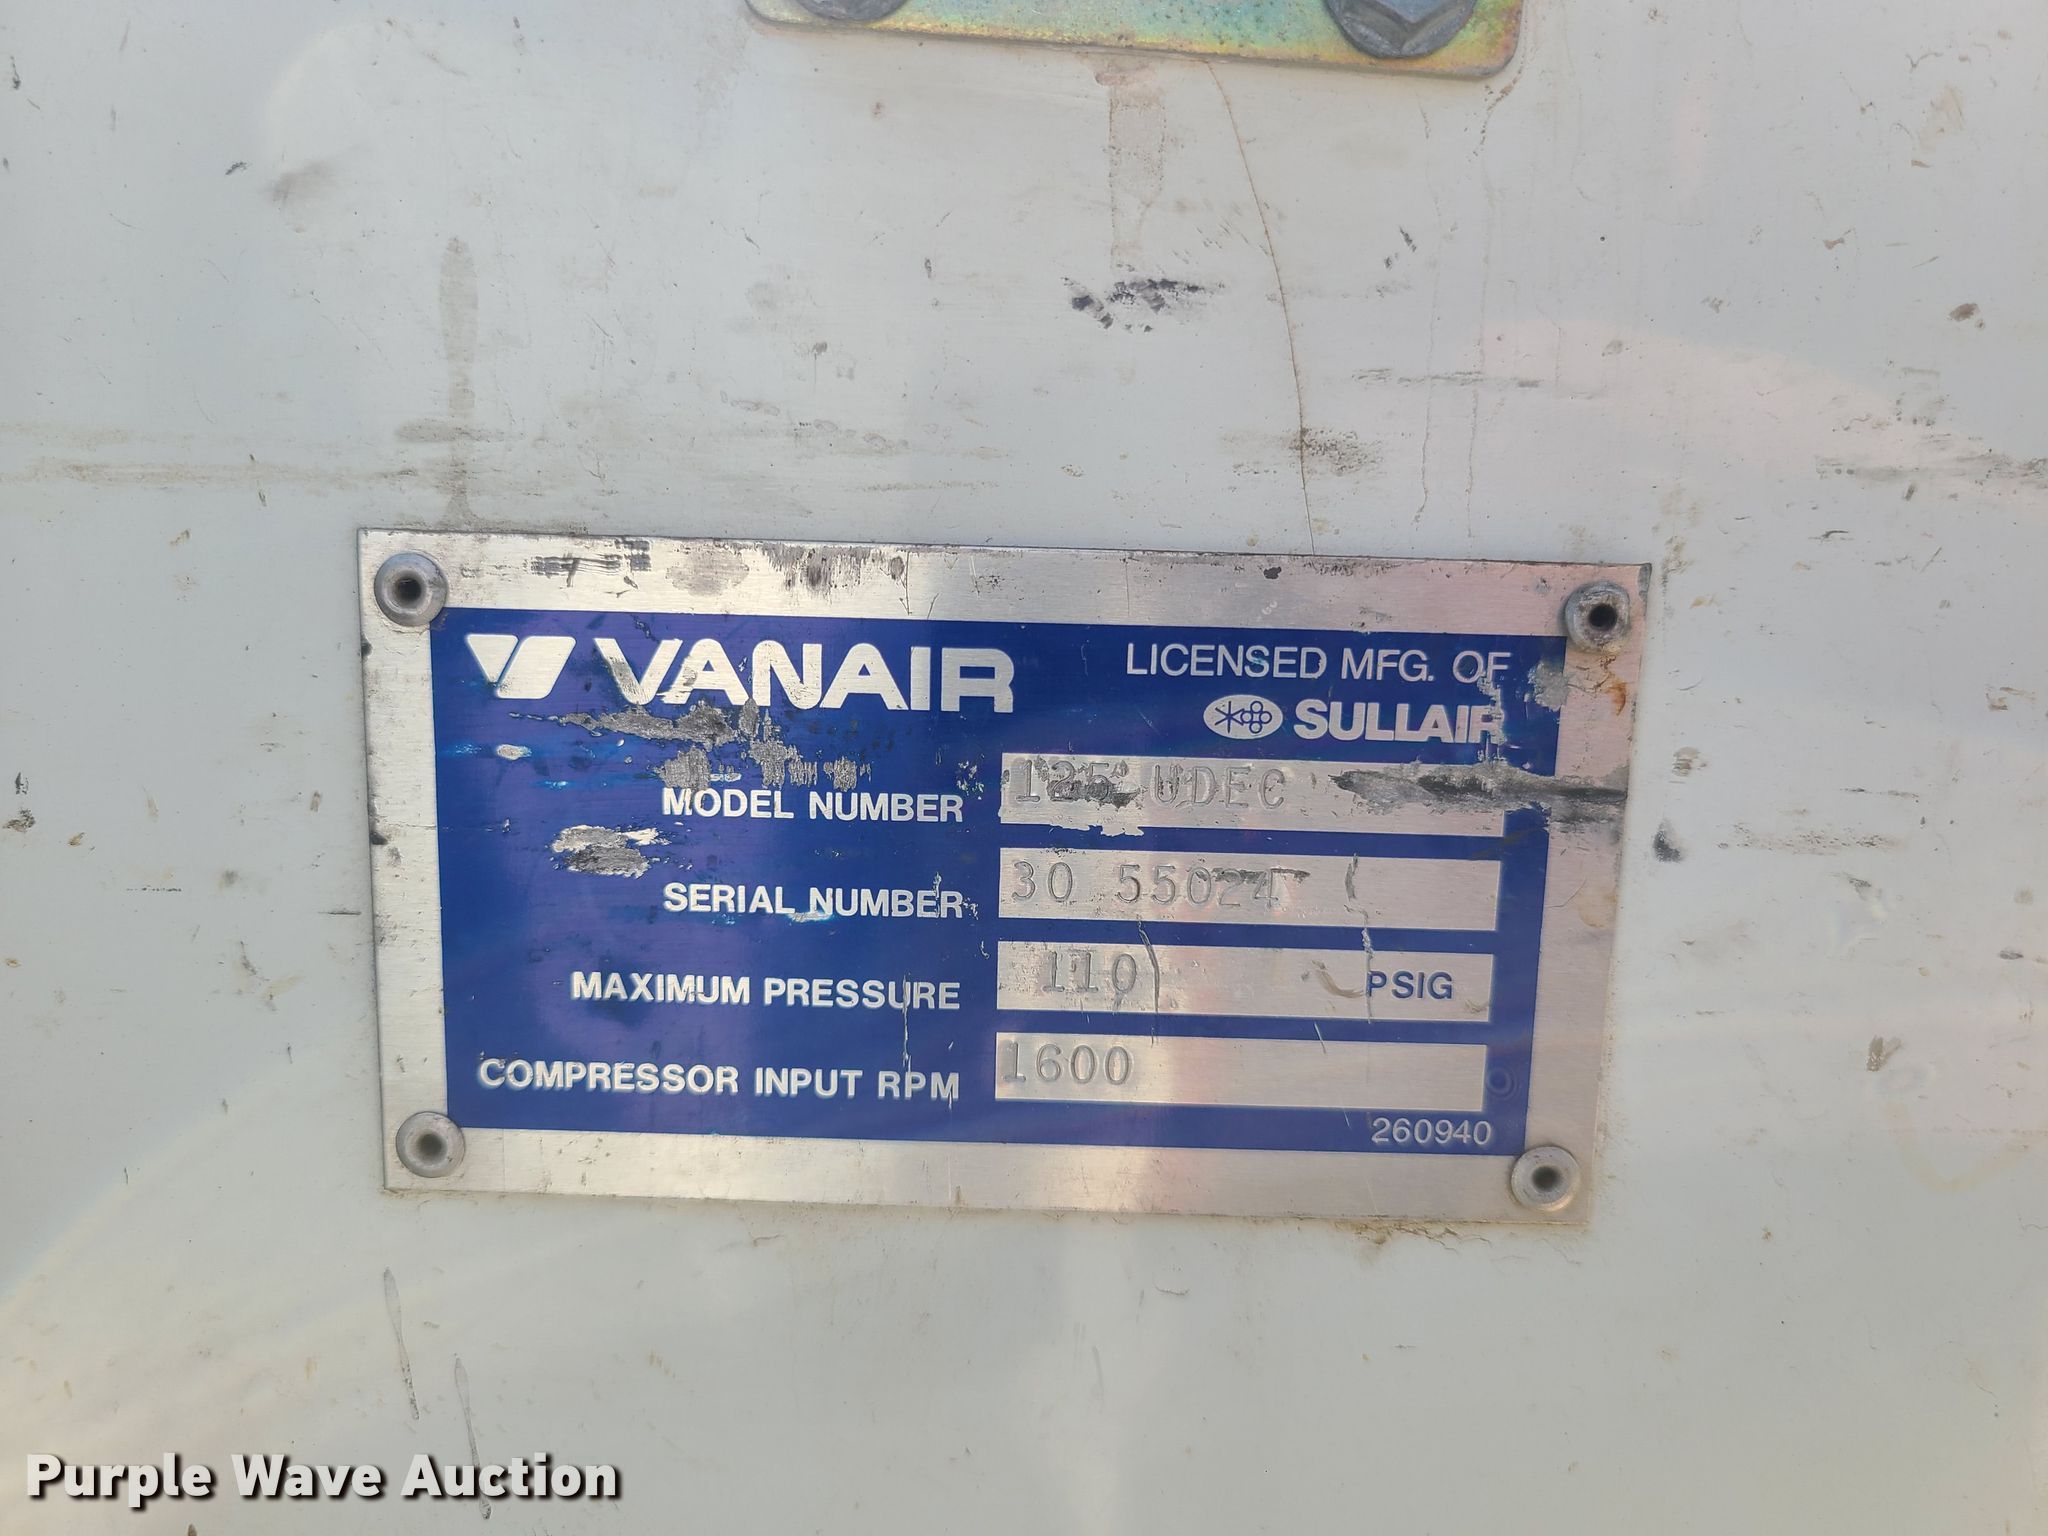 VANAIR
LICENSED MFG. OF
SULLAIR
MODEL NUMBER 125 UDEC
SERIAL NUMBER 30 55024
MAXIMUM PRESSURE 110 PSIG
COMPRESSOR INPUT RPM 1600
260940
Purple Wave Auction